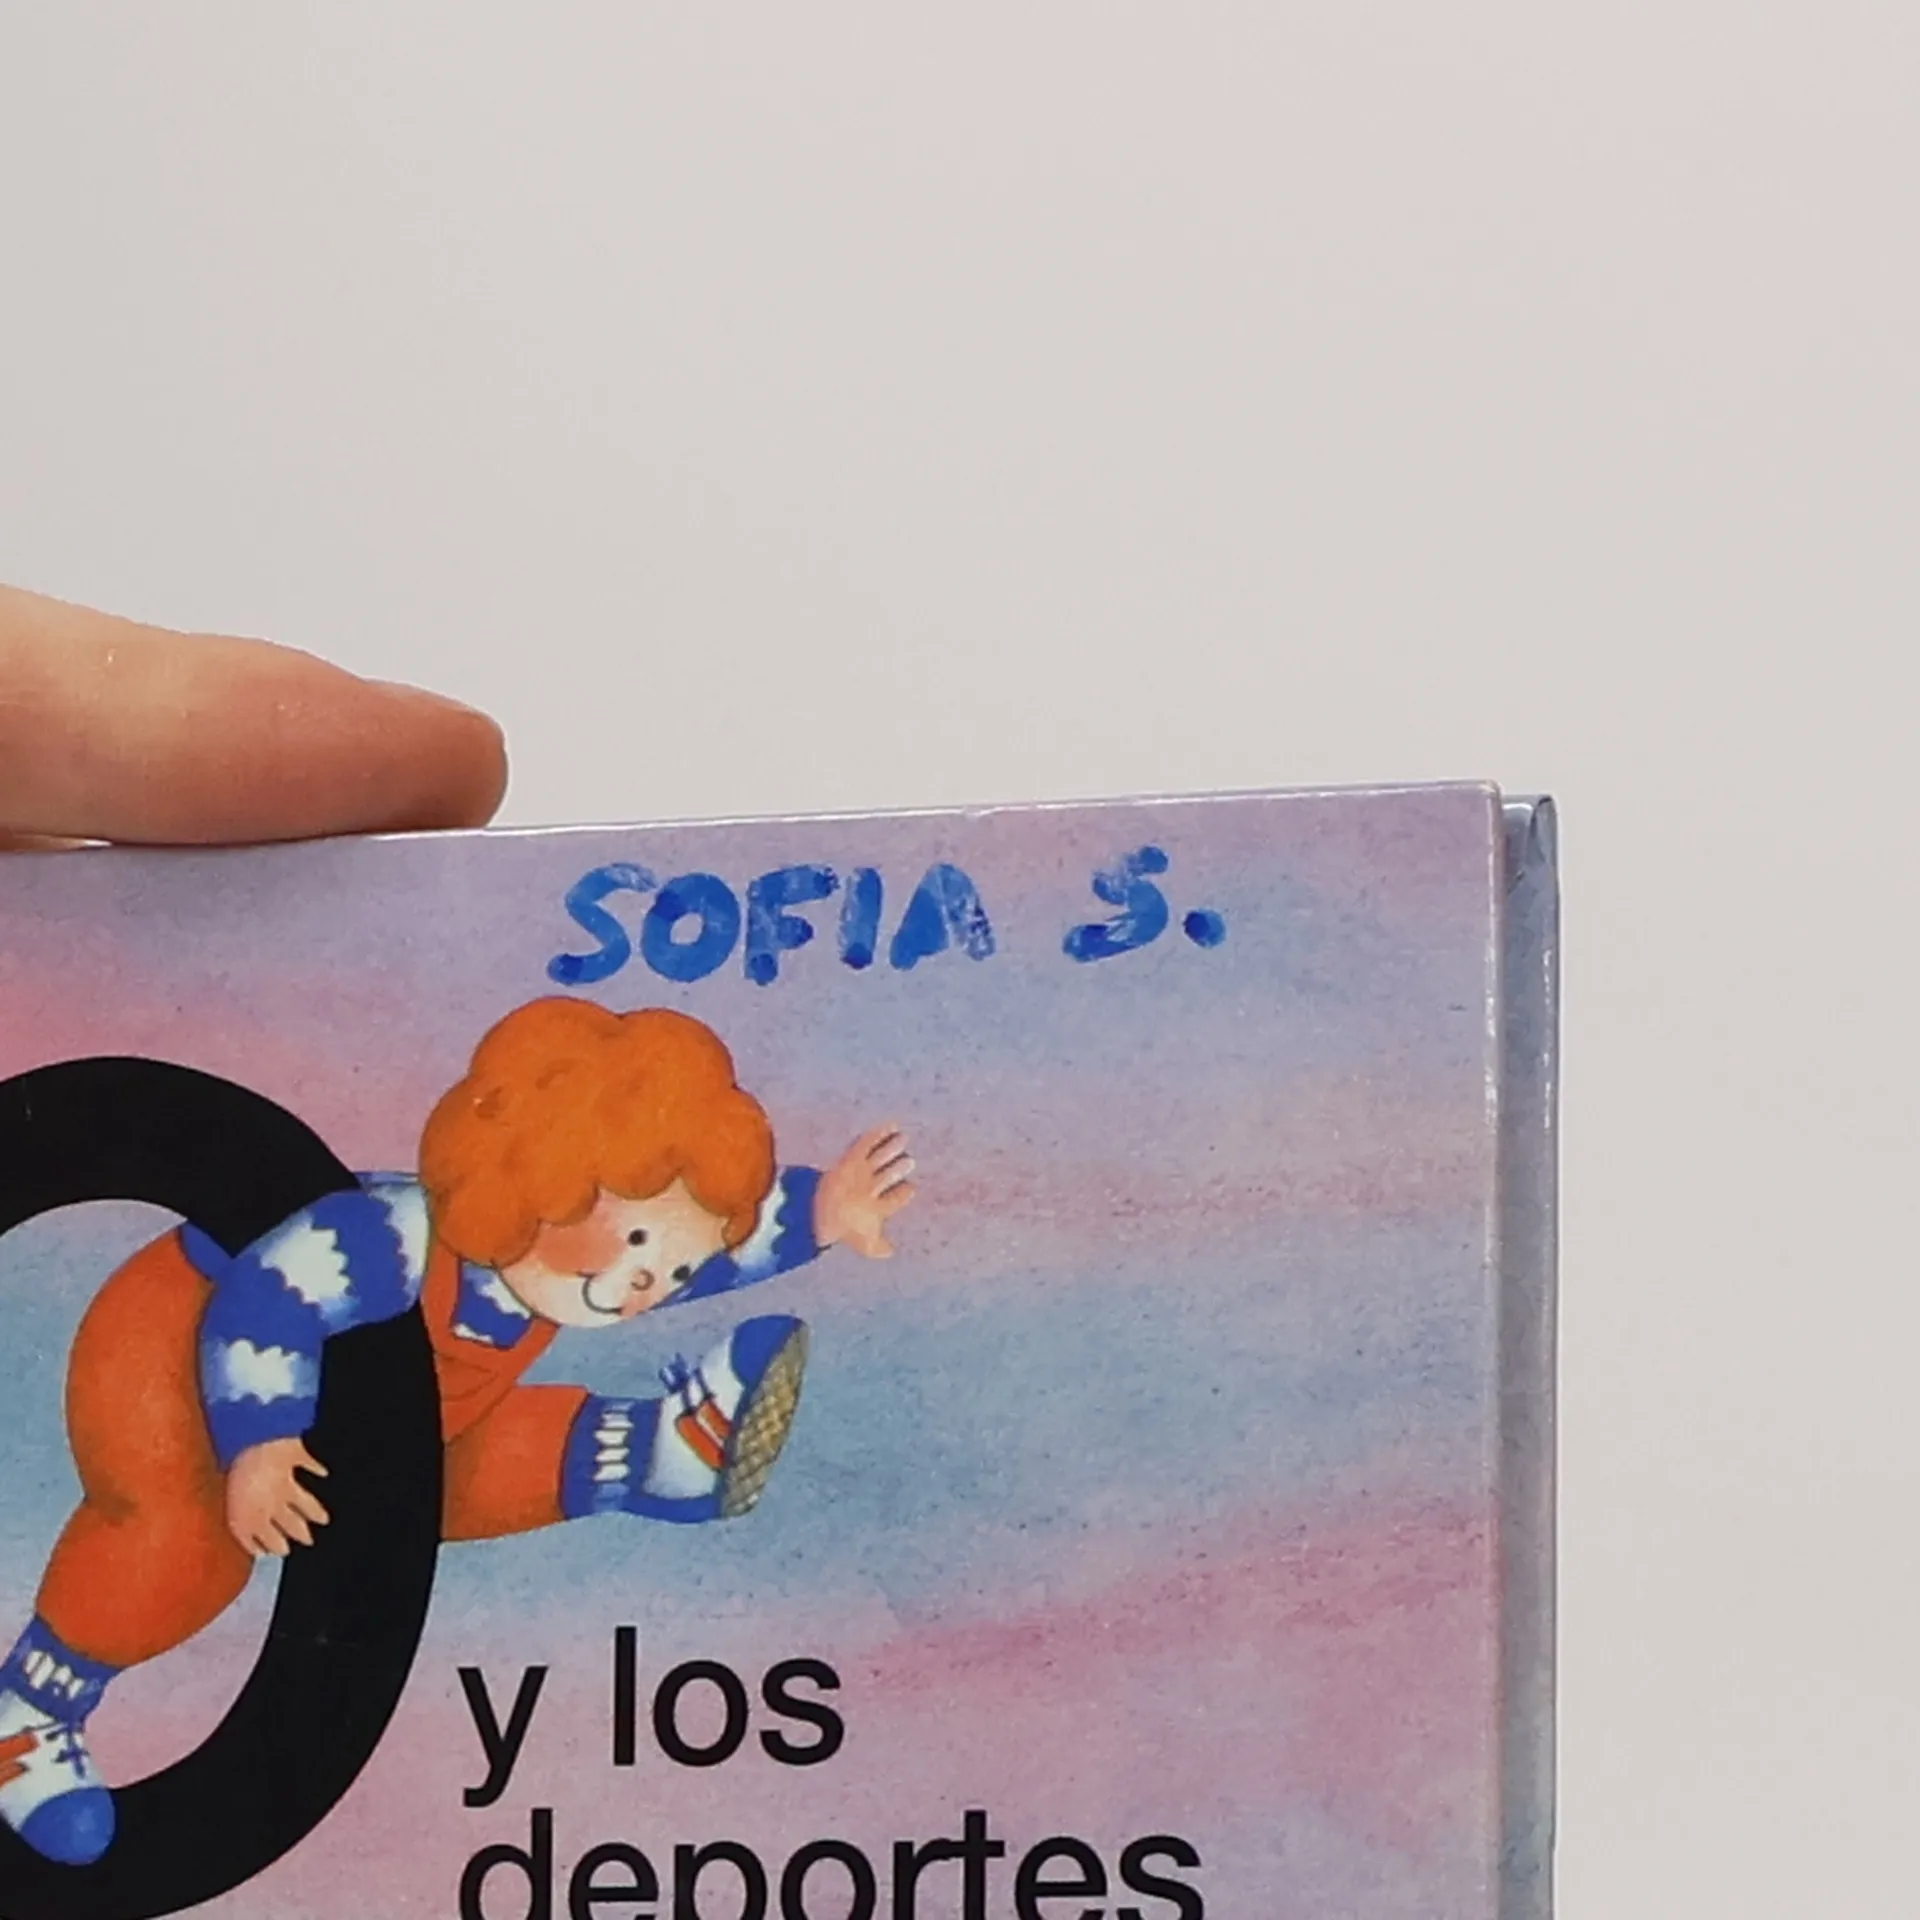 SOFIA S.
O
y los
deportes